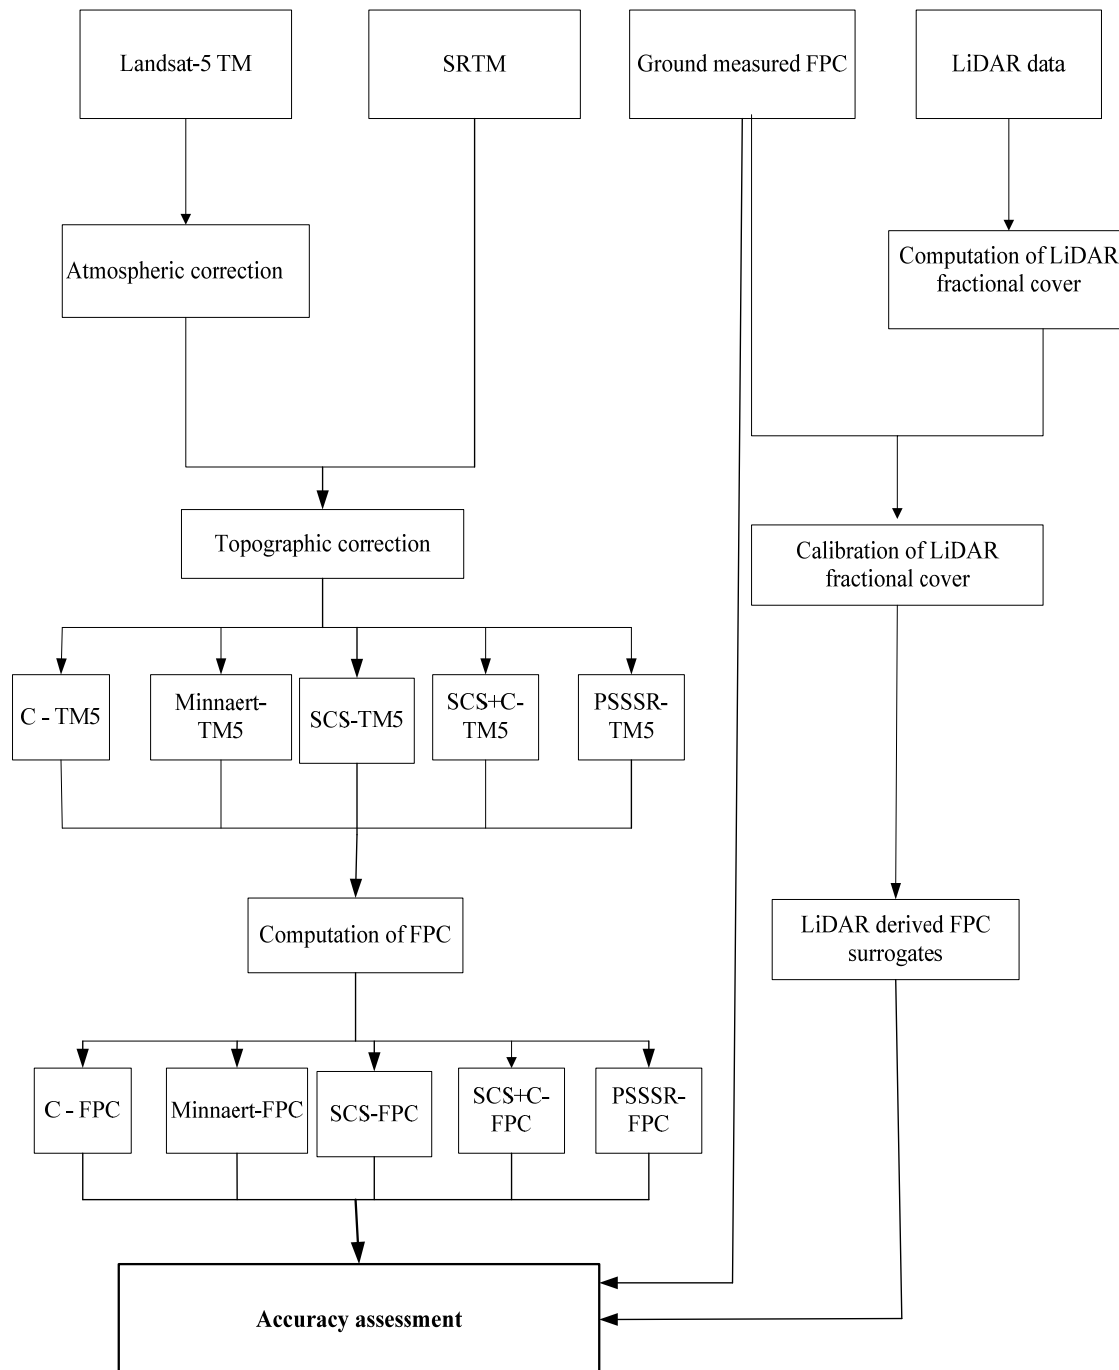 Landsat-5 TM
SRTM
Ground measured FPC
LiDAR data
Atmospheric correction
Computation of LiDAR
fractional cover
Topographic correction
Calibration of LiDAR
fractional cover
C - TM5
Minnaert-
TM5
SCS-TM5
SCS+C-
TM5
PSSSR-
TM5
Computation of FPC
LiDAR derived FPC
surrogates
C - FPC
Minnaert-FPC
SCS-FPC
SCS+C-
FPC
PSSSR-
FPC
Accuracy assessment